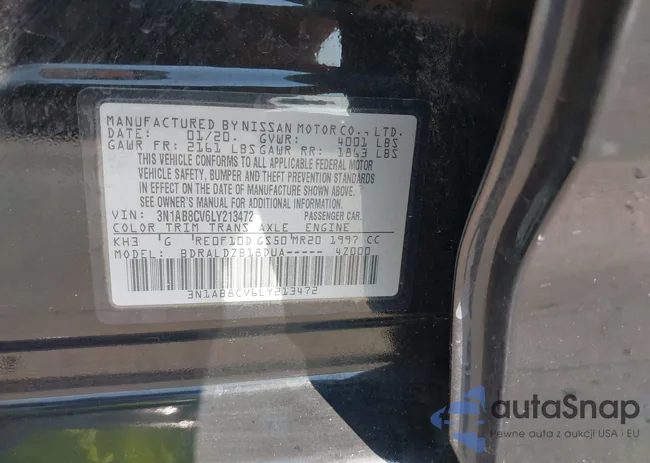 MANUFACTURED BY NISSAN MOTOR CO., LTD.
DATE: 01/20 GVWR: 4001 LBS
GAWR FR: 2161 LBS GAWR RR: 1863 LBS
THIS VEHICLE CONFORMS TO ALL APPLICABLE FEDERAL MOTOR
VEHICLE SAFETY, BUMPER AND THEFT PREVENTION STANDARDS
IN EFFECT ON THE DATE OF MANUFACTURE SHOWN ABOVE.
SEE OWNER'S MANUAL FOR ADDITIONAL INFORMATION.
VIN: 3N1AB8CV6LY213472 PASSENGER CAR.
COLOR TRIM TRANS AXLE ENGINE
KH3 G RE0F10D GS50 MR20 1997 CC
MODEL: BDRALDZB18DUA----- 4Z000
3N1AB8CV6LY213472
autaSnap
Pewne auta z aukcji USA i EU